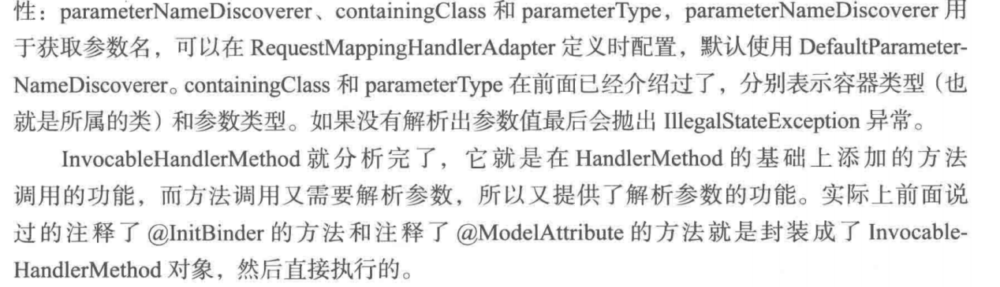 性：parameterNameDiscoverer、containingClass 和 parameterType，parameterNameDiscoverer 用
于获取参数名，可以在 RequestMappingHandlerAdapter 定义时配置，默认使用 DefaultParameter-
NameDiscoverer。containingClass 和 parameterType 在前面已经介绍过了，分别表示容器类型（也
就是所属的类）和参数类型。如果没有解析出参数值最后会抛出 IllegalStateException 异常。
InvocableHandlerMethod 就分析完了，它就是在 HandlerMethod 的基础上添加的方法
调用的功能，而方法调用又需要解析参数，所以又提供了解析参数的功能。实际上前面说
过的注释了 @InitBinder 的方法和注释了 @ModelAttribute 的方法就是封装成了 Invocable-
HandlerMethod 对象，然后直接执行的。